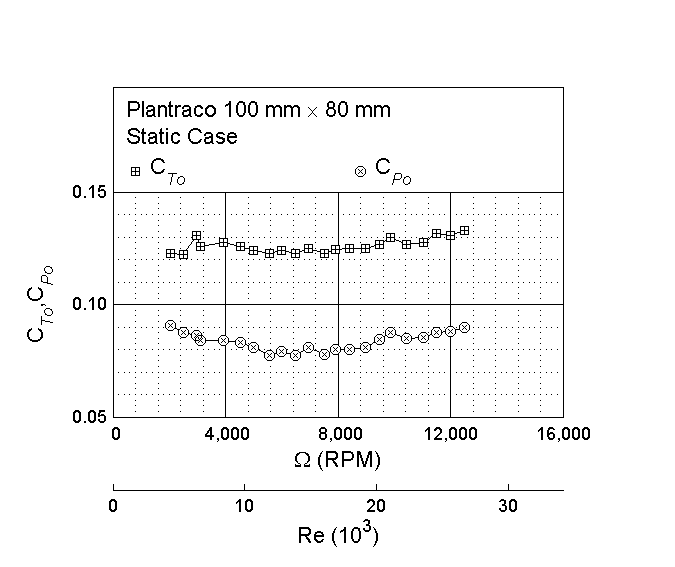 Plantraco 100 mm × 80 mm
Static Case
C_To C_Po
0.15
0.10
0.05
C_To,C_Po
0 4,000 8,000 12,000 16,000
Ω (RPM)
0 10 20 30
Re (10^3)